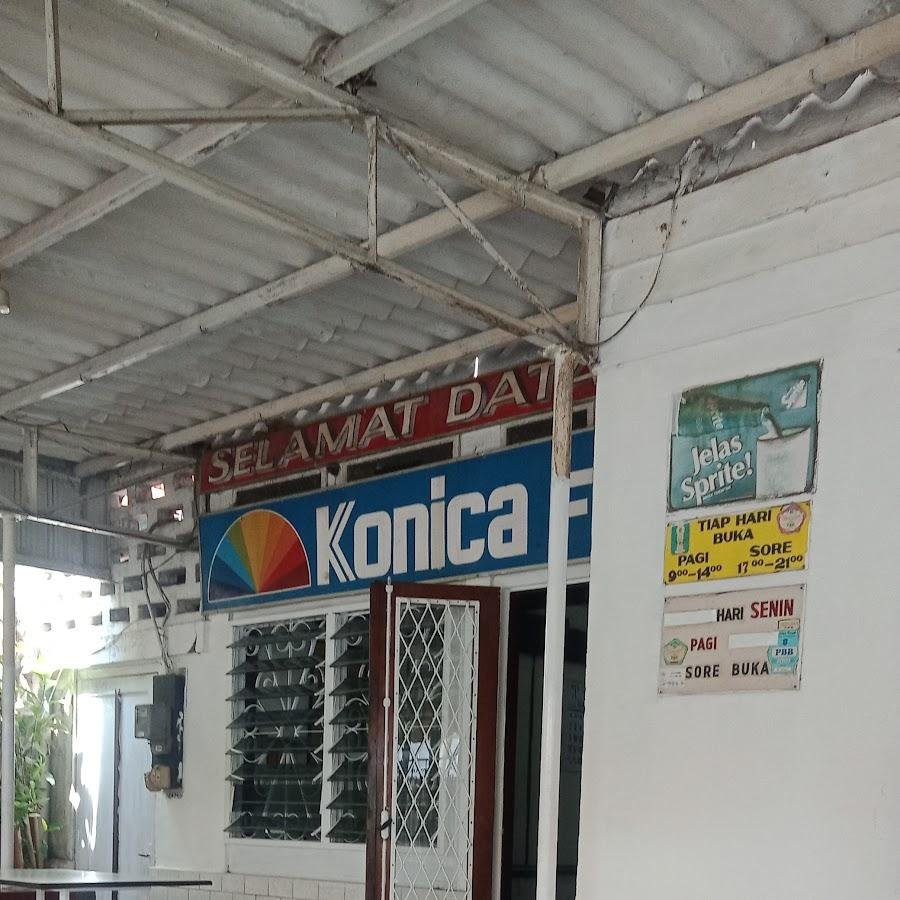 SELAMAT DATA
Konica F
Jelas
Sprite!
TIAP HARI
BUKA
PAGI SORE
9⁰⁰-14⁰⁰ 17⁰⁰-21⁰⁰
HARI SENIN
PAGI
PBB
SORE BUKA